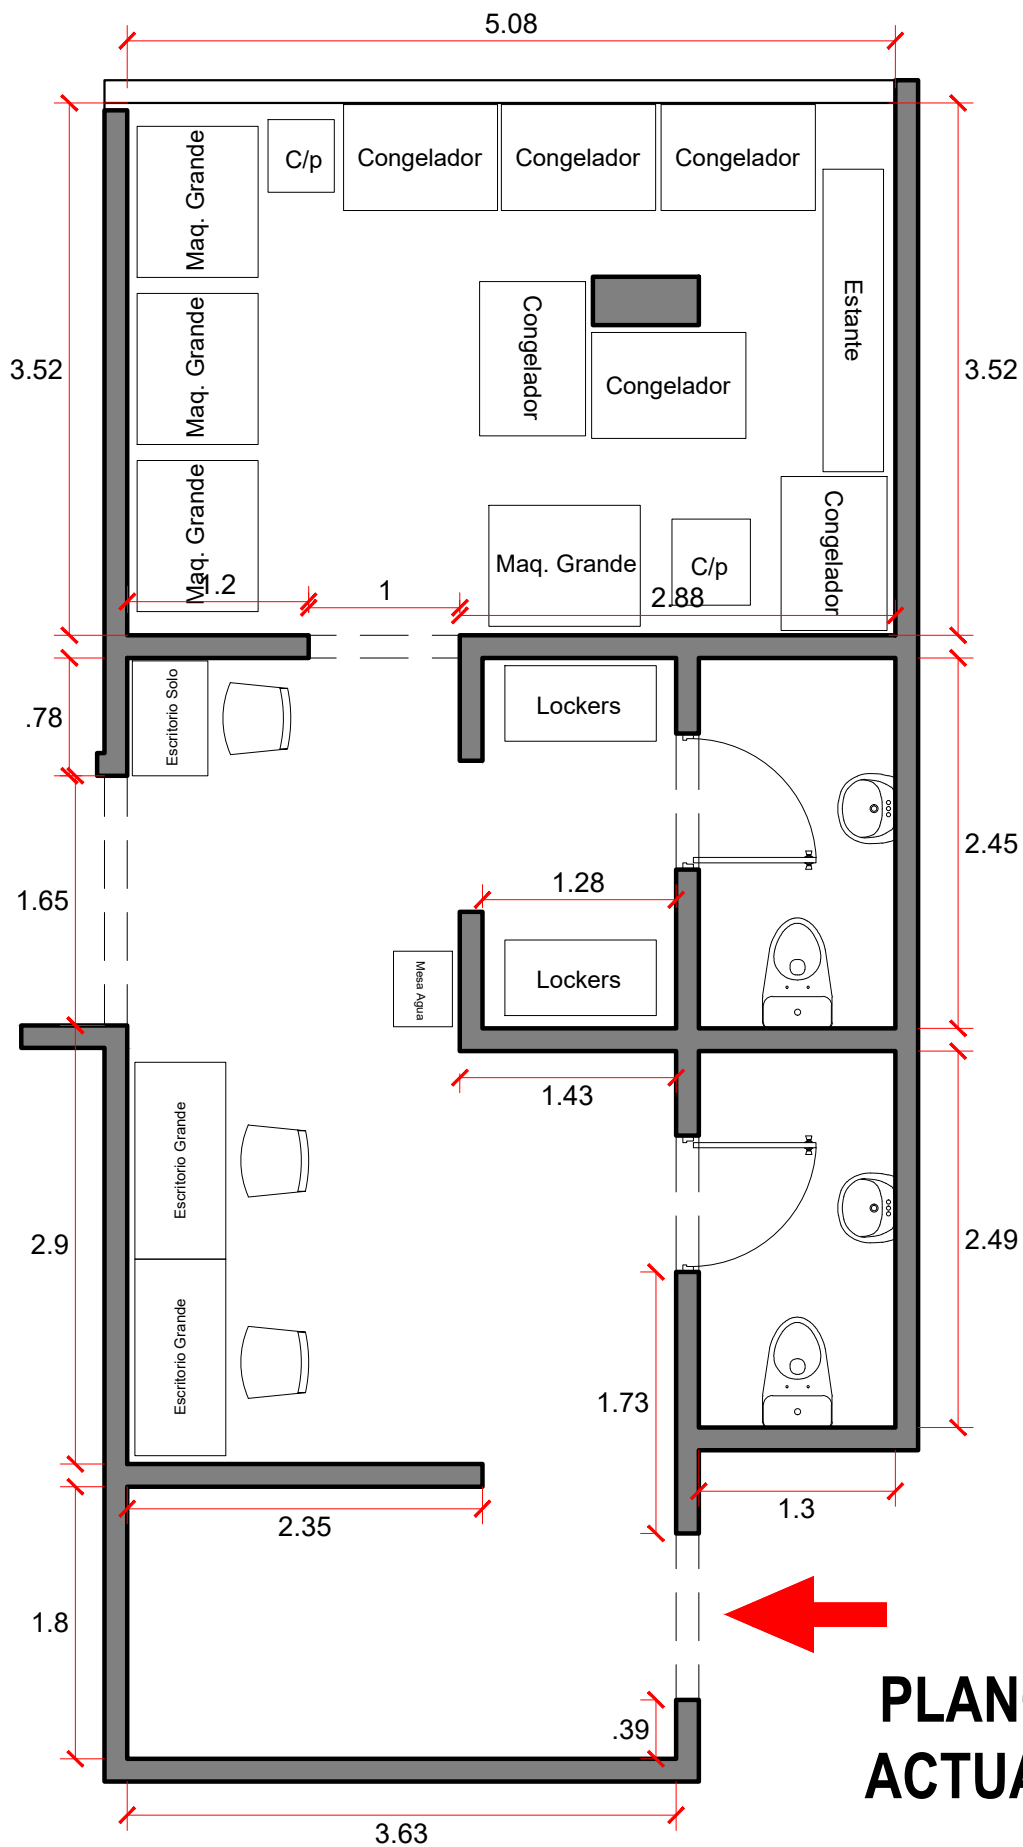 5.08
C/p
Congelador
Congelador
Congelador
Maq. Grande
Estante
3.52
3.52
Maq. Grande
Congelador
Congelador
Maq. Grande
Congelador
Maq. Grande
C/p
1.2
1
2.88
.78
Escritorio Solo
Lockers
2.45
1.65
1.28
Mesa Agua
Lockers
1.43
Escritorio Grande
2.9
2.49
Escritorio Grande
1.73
1.3
2.35
1.8
.39
3.63